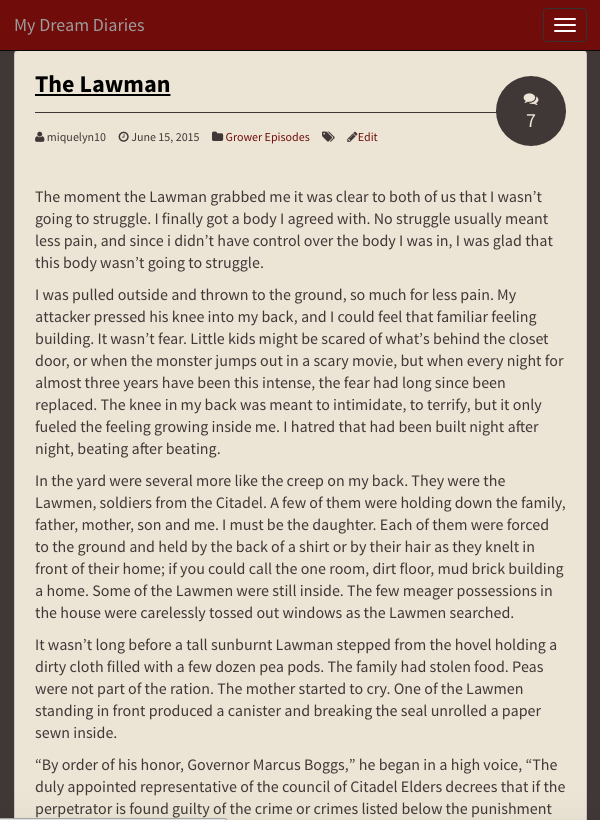 My Dream Diaries
The Lawman
7
miquelyn10 June 15, 2015 Grower Episodes Edit
The moment the Lawman grabbed me it was clear to both of us that I wasn’t
going to struggle. I finally got a body I agreed with. No struggle usually meant
less pain, and since i didn’t have control over the body I was in, I was glad that
this body wasn’t going to struggle.
I was pulled outside and thrown to the ground, so much for less pain. My
attacker pressed his knee into my back, and I could feel that familiar feeling
building. It wasn’t fear. Little kids might be scared of what’s behind the closet
door, or when the monster jumps out in a scary movie, but when every night for
almost three years have been this intense, the fear had long since been
replaced. The knee in my back was meant to intimidate, to terrify, but it only
fueled the feeling growing inside me. I hatred that had been built night after
night, beating after beating.
In the yard were several more like the creep on my back. They were the
Lawmen, soldiers from the Citadel. A few of them were holding down the family,
father, mother, son and me. I must be the daughter. Each of them were forced
to the ground and held by the back of a shirt or by their hair as they knelt in
front of their home; if you could call the one room, dirt floor, mud brick building
a home. Some of the Lawmen were still inside. The few meager possessions in
the house were carelessly tossed out windows as the Lawmen searched.
It wasn’t long before a tall sunburnt Lawman stepped from the hovel holding a
dirty cloth filled with a few dozen pea pods. The family had stolen food. Peas
were not part of the ration. The mother started to cry. One of the Lawmen
standing in front produced a canister and breaking the seal unrolled a paper
sewn inside.
“By order of his honor, Governor Marcus Boggs,” he began in a high voice, “The
duly appointed representative of the council of Citadel Elders decrees that if the
perpetrator is found guilty of the crime or crimes listed below the punishment